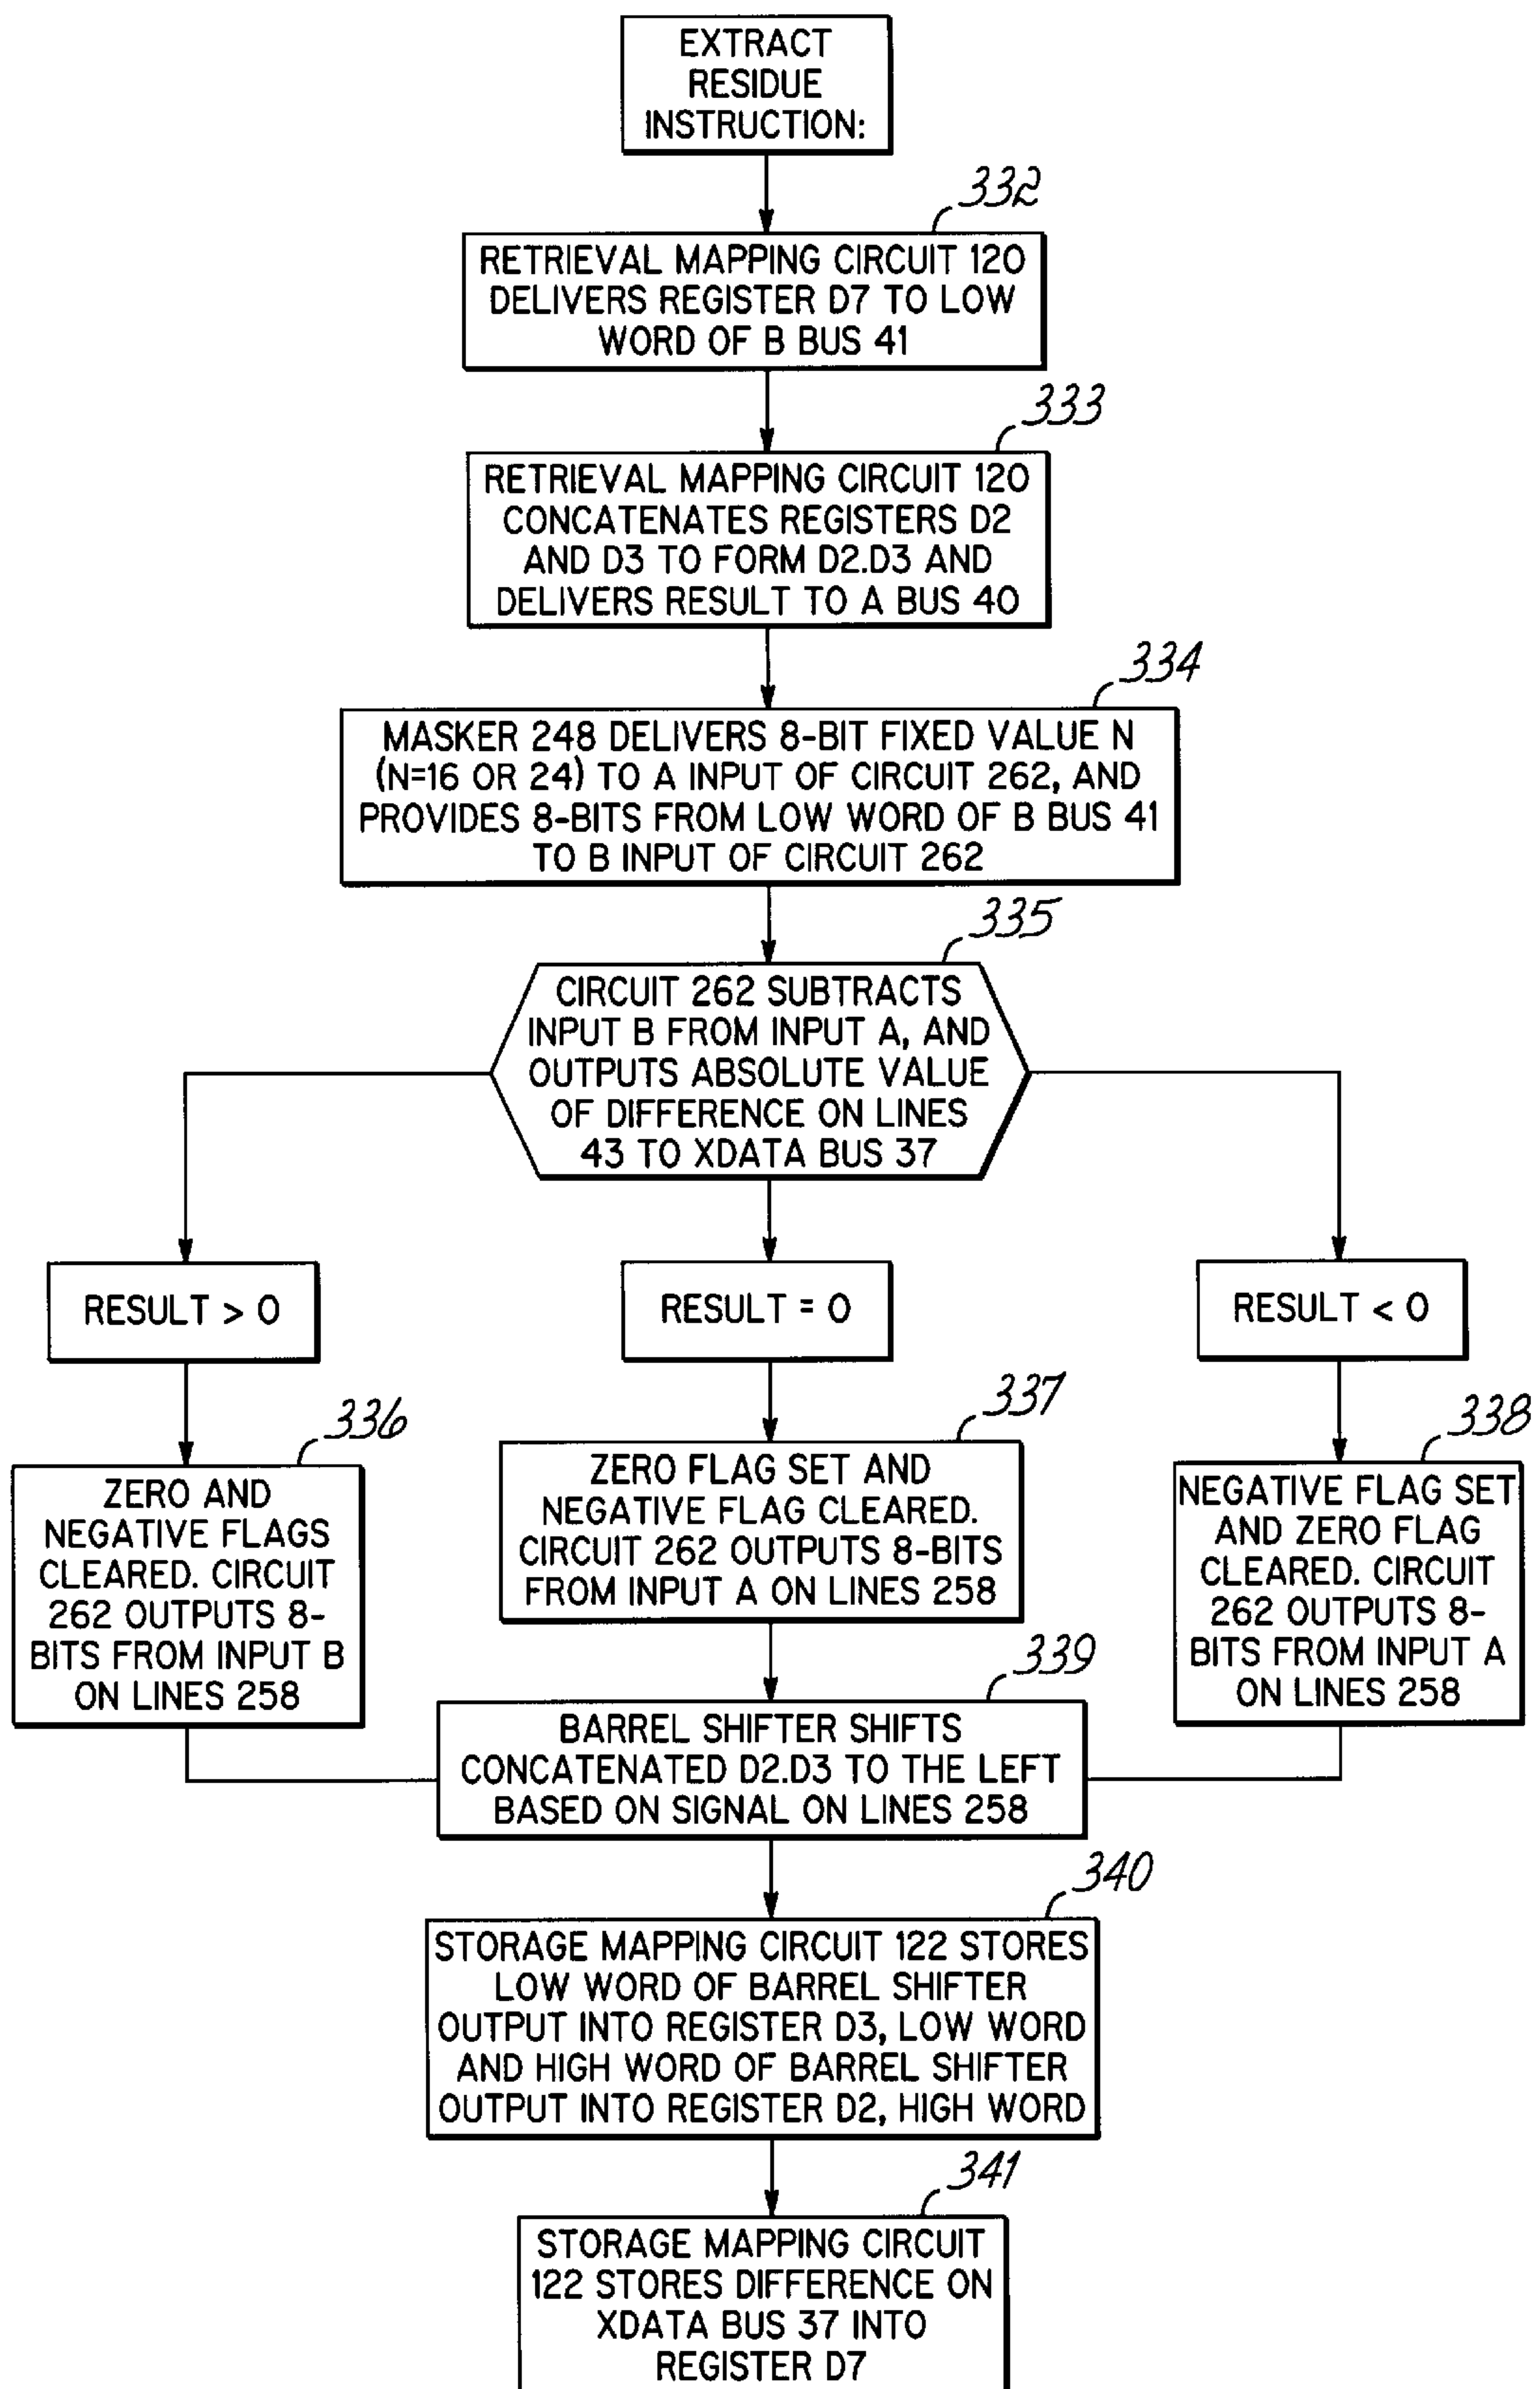 EXTRACT
RESIDUE
INSTRUCTION:
332
RETRIEVAL MAPPING CIRCUIT 120
DELIVERS REGISTER D7 TO LOW
WORD OF B BUS 41
333
RETRIEVAL MAPPING CIRCUIT 120
CONCATENATES REGISTERS D2
AND D3 TO FORM D2.D3 AND
DELIVERS RESULT TO A BUS 40
334
MASKER 248 DELIVERS 8-BIT FIXED VALUE N
(N=16 OR 24) TO A INPUT OF CIRCUIT 262, AND
PROVIDES 8-BITS FROM LOW WORD OF B BUS 41
TO B INPUT OF CIRCUIT 262
335
CIRCUIT 262 SUBTRACTS
INPUT B FROM INPUT A, AND
OUTPUTS ABSOLUTE VALUE
OF DIFFERENCE ON LINES
43 TO XDATA BUS 37
RESULT > 0
RESULT = 0
RESULT < 0
336
ZERO AND
NEGATIVE FLAGS
CLEARED. CIRCUIT
262 OUTPUTS 8-
BITS FROM INPUT B
ON LINES 258
337
ZERO FLAG SET AND
NEGATIVE FLAG CLEARED.
CIRCUIT 262 OUTPUTS 8-BITS
FROM INPUT A ON LINES 258
338
NEGATIVE FLAG SET
AND ZERO FLAG
CLEARED. CIRCUIT
262 OUTPUTS 8-
BITS FROM INPUT A
ON LINES 258
339
BARREL SHIFTER SHIFTS
CONCATENATED D2.D3 TO THE LEFT
BASED ON SIGNAL ON LINES 258
340
STORAGE MAPPING CIRCUIT 122 STORES
LOW WORD OF BARREL SHIFTER
OUTPUT INTO REGISTER D3, LOW WORD
AND HIGH WORD OF BARREL SHIFTER
OUTPUT INTO REGISTER D2, HIGH WORD
341
STORAGE MAPPING CIRCUIT
122 STORES DIFFERENCE ON
XDATA BUS 37 INTO
REGISTER D7